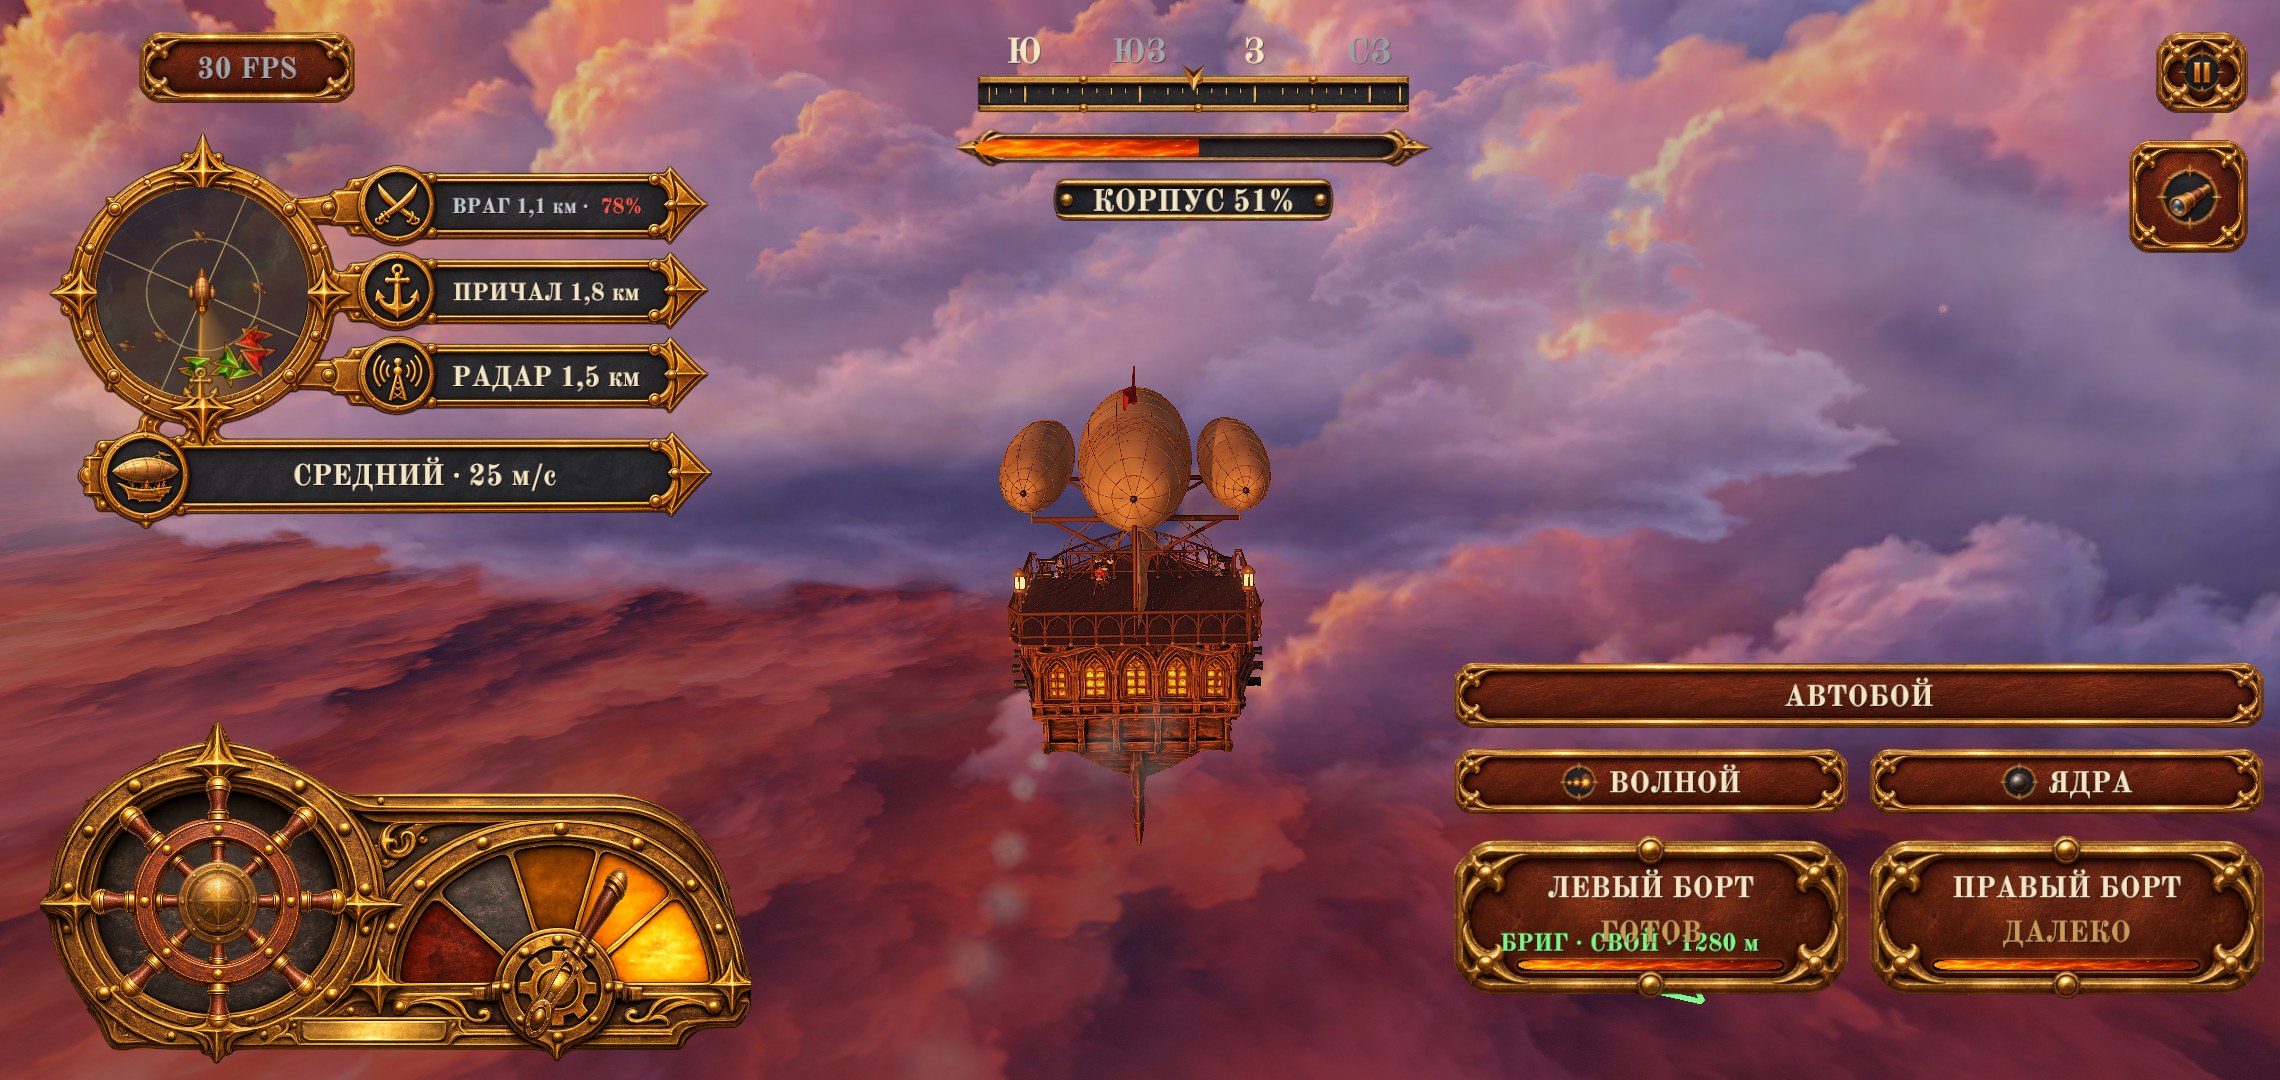 30 FPS
Ю ЮЗ З СЗ
КОРПУС 51%
ВРАГ 1,1 км · 78%
ПРИЧАЛ 1,8 км
РАДАР 1,5 км
СРЕДНИЙ · 25 м/с
АВТОБОЙ
ВОЛНОЙ
ЯДРА
ЛЕВЫЙ БОРТ
ГОТОВ
БРИГ · СВОЙ · 1280 м
ПРАВЫЙ БОРТ
ДАЛЕКО